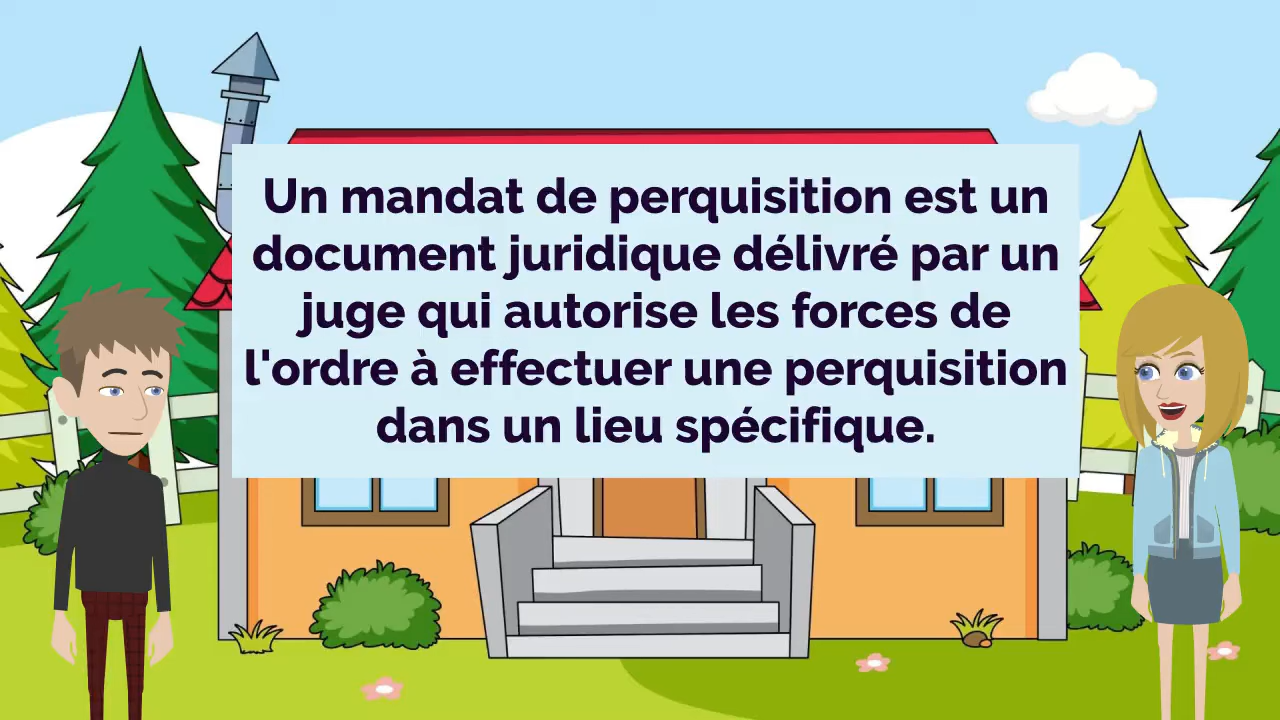 Un mandat de perquisition est un
document juridique délivré par un
juge qui autorise les forces de
l'ordre à effectuer une perquisition
dans un lieu spécifique.